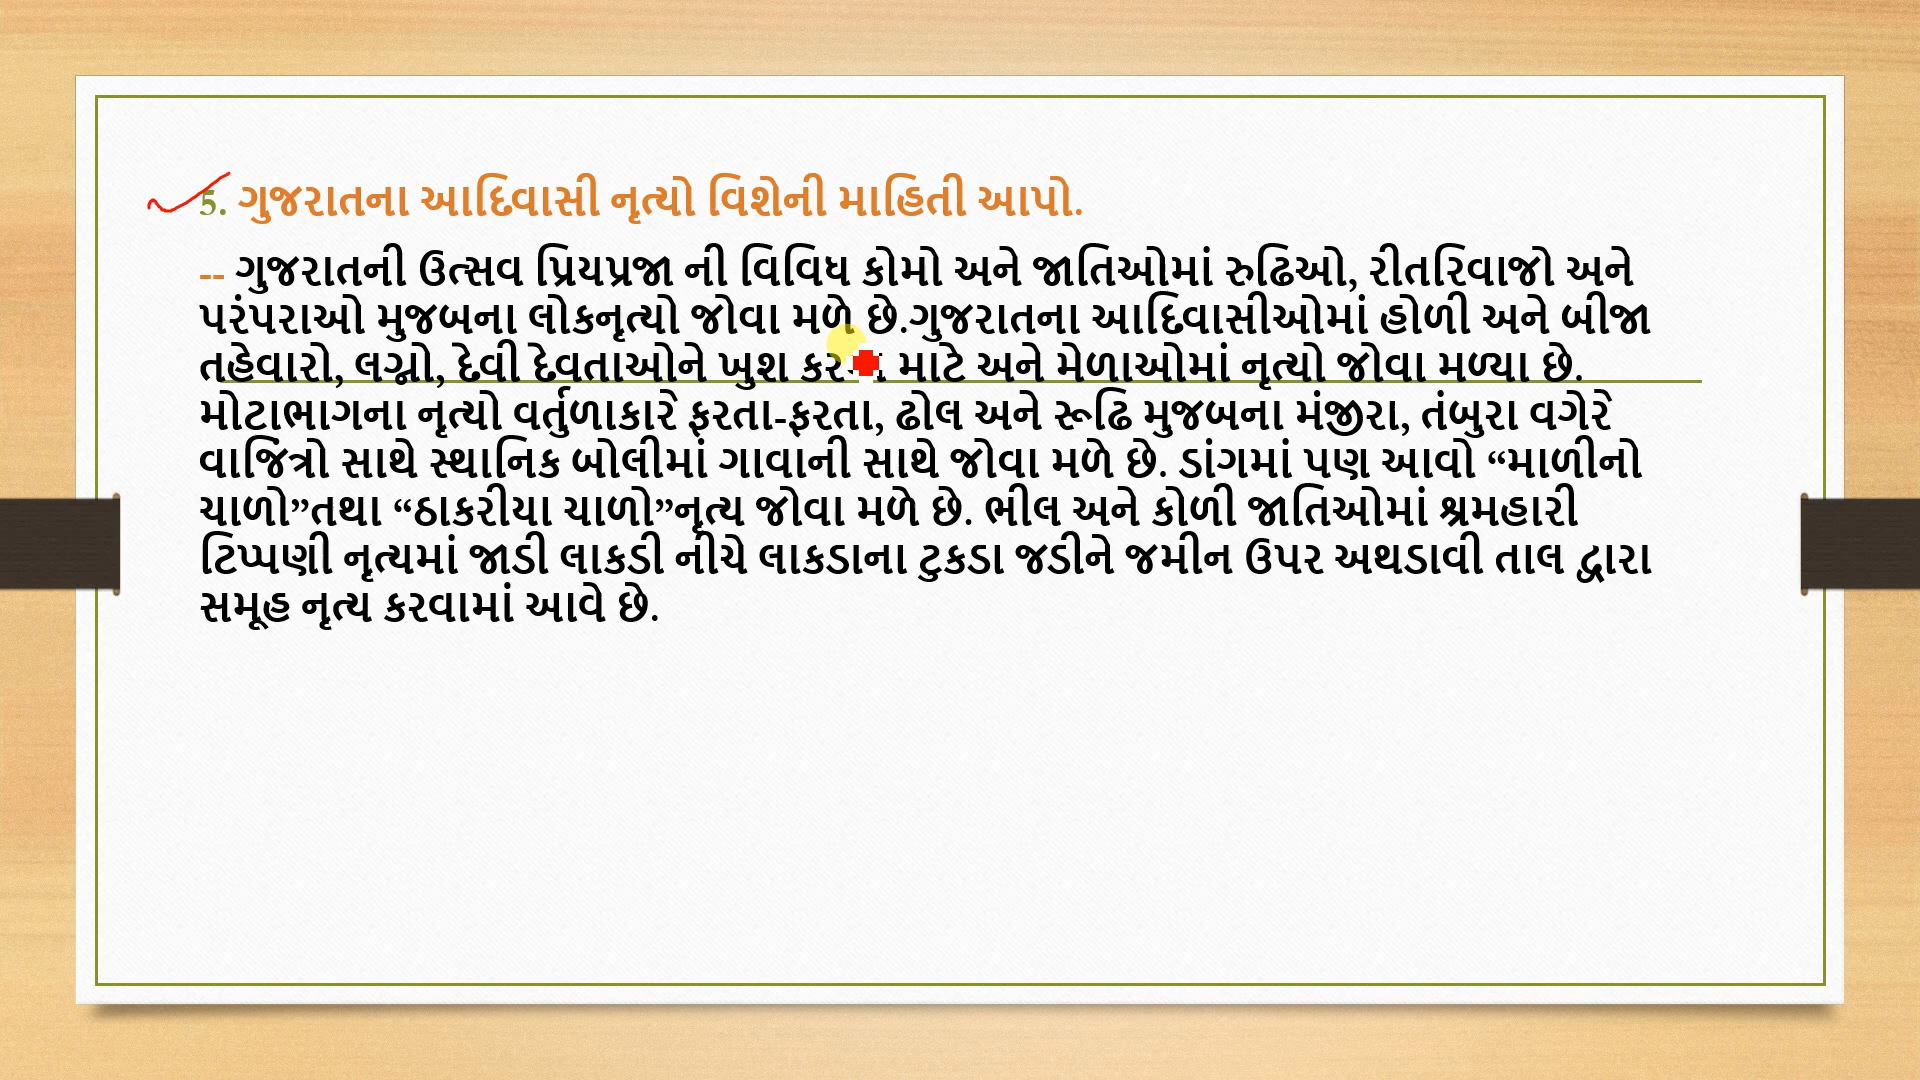 5. ગુજરાતના આદિવાસી નૃત્યો વિશેની માહિતી આપો.
-- ગુજરાતની ઉત્સવ પ્રિયપ્રજા ની વિવિધ કોમો અને જાતિઓમાં રુઢિઓ, રીતરિવાજો અને
પરંપરાઓ મુજબના લોકનૃત્યો જોવા મળે છે.ગુજરાતના આદિવાસીઓમાં હોળી અને બીજા
તહેવારો, લગ્નો, દેવી દેવતાઓને ખુશ માટે અને મેળાઓમાં નૃત્યો જોવા મળ્યા છે.
મોટાભાગના નૃત્યો વર્તુળાકારે ફરતા-ફરતા, ઢોલ અને રૂઢિ મુજબના મંજીરા, તંબુરા વગેરે
વાજિંત્રો સાથે સ્થાનિક બોલીમાં ગાવાની સાથે જોવા મળે છે. ડાંગમાં પણ આવો “માળીનો
ચાળો”તથા “ઠાકરીયા ચાળો”નૃત્ય જોવા મળે છે. ભીલ અને કોળી જાતિઓમાં શ્રમહારી
ટિપ્પણી નૃત્યમાં જાડી લાકડી નીચે લાકડાના ટુકડા જડીને જમીન ઉપર અથડાવી તાલ દ્વારા
સમૂહ નૃત્ય કરવામાં આવે છે.